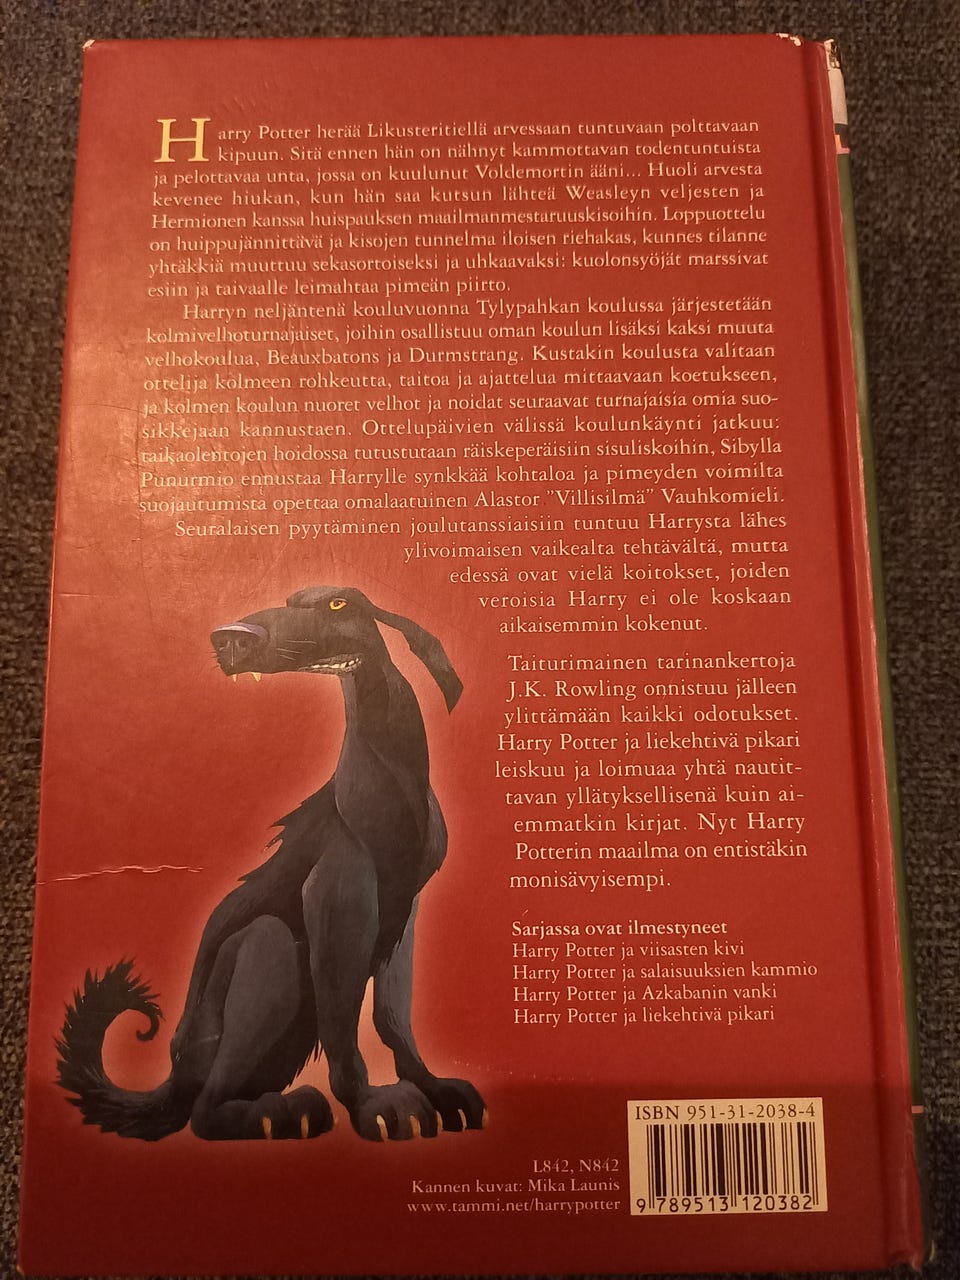 Harry Potter herää Likusteritiellä arvessaan tuntuvaan polttavaan
kipuun. Sitä ennen hän on nähnyt kammottavan todentuntuista
ja pelottavaa unta, jossa on kuulunut Voldemortin ääni... Huoli arvesta
kevenee hiukan, kun hän saa kutsun lähteä Weasleyn veljesten ja
Hermionen kanssa huispauksen maailmanmestaruuskisoihin. Loppuottelu
on huippujännittävä ja kisojen tunnelma iloisen riehakas, kunnes tilanne
yhtäkkiä muuttuu sekasortoiseksi ja uhkaavaksi: kuolonsyöjät marssivat
esiin ja taivaalle leimahtaa pimeän piirto.
Harryn neljäntenä kouluvuonna Tylypahkan koulussa järjestetään
kolmivelhoturnajaiset, joihin osallistuu oman koulun lisäksi kaksi muuta
velhokoulua, Beauxbatons ja Durmstrang. Kustakin koulusta valitaan
ottelija kolmeen rohkeutta, taitoa ja ajattelua mittaavaan koetukseen,
ja kolmen koulun nuoret velhot ja noidat seuraavat turnajaisia omia suo-
sikkejaan kannustaen. Ottelupäivien välissä koulunkäynti jatkuu:
taikaolentojen hoidossa tutustutaan räiskeperäisiin sisuliskoihin, Sibylla
Punurmio ennustaa Harrylle synkkää kohtaloa ja pimeyden voimilta
suojautumista opettaa omalaatuinen Alastor ”Villisilmä” Vauhkomieli.
Seuralaisen pyytäminen joulutanssiaisiin tuntuu Harrysta lähes
ylivoimaisen vaikealta tehtävältä, mutta
edessä ovat vielä koitokset, joiden
veroisia Harry ei ole koskaan
aikaisemmin kokenut.
Taiturimainen tarinankertoja
J.K. Rowling onnistuu jälleen
ylittämään kaikki odotukset.
Harry Potter ja liekehtivä pikari
leiskuu ja loimuaa yhtä nautit-
tavan yllätyksellisenä kuin ai-
emmatkin kirjat. Nyt Harry
Potterin maailma on entistäkin
monisävyisempi.
Sarjassa ovat ilmestyneet
Harry Potter ja viisasten kivi
Harry Potter ja salaisuuksien kammio
Harry Potter ja Azkabanin vanki
Harry Potter ja liekehtivä pikari
ISBN 951-31-2038-4
L842, N842
Kannen kuvat: Mika Launis
www.tammi.net/harrypotter
9 789513 120382